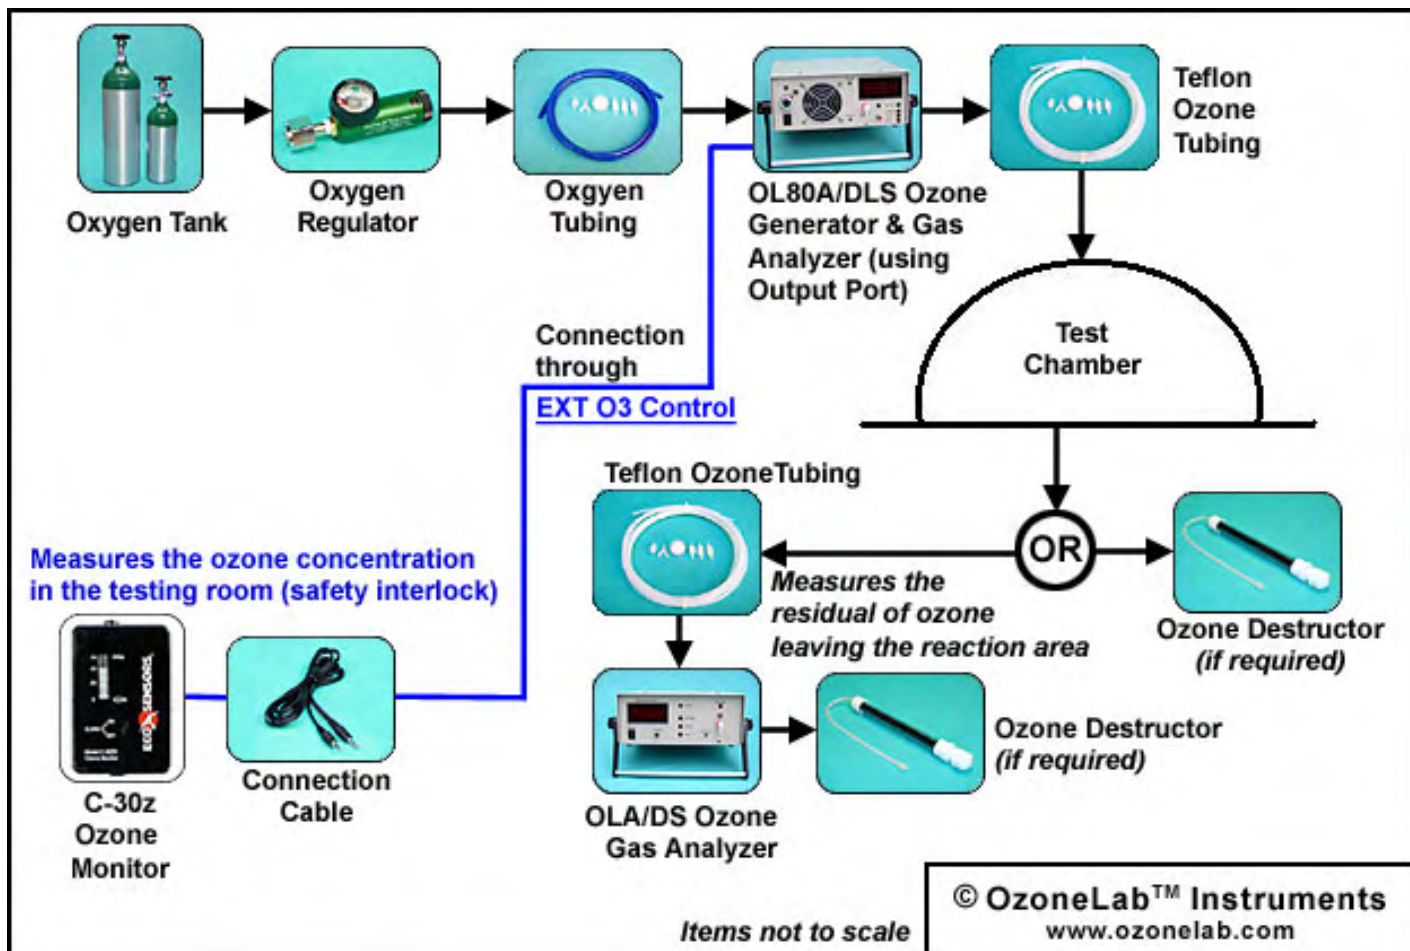 Oxygen Tank
Oxygen
Regulator
Oxgyen
Tubing
OL80A/DLS Ozone
Generator & Gas
Analyzer (using
Output Port)
Teflon
Ozone
Tubing
Test
Chamber
Connection
through
EXT O3 Control
Teflon OzoneTubing
OR
Measures the
residual of ozone
leaving the reaction area
Ozone Destructor
(if required)
Measures the ozone concentration
in the testing room (safety interlock)
ECO SENSORS
C-30z
Ozone
Monitor
Connection
Cable
OLA/DS Ozone
Gas Analyzer
Ozone Destructor
(if required)
Items not to scale
© OzoneLab™ Instruments
www.ozonelab.com